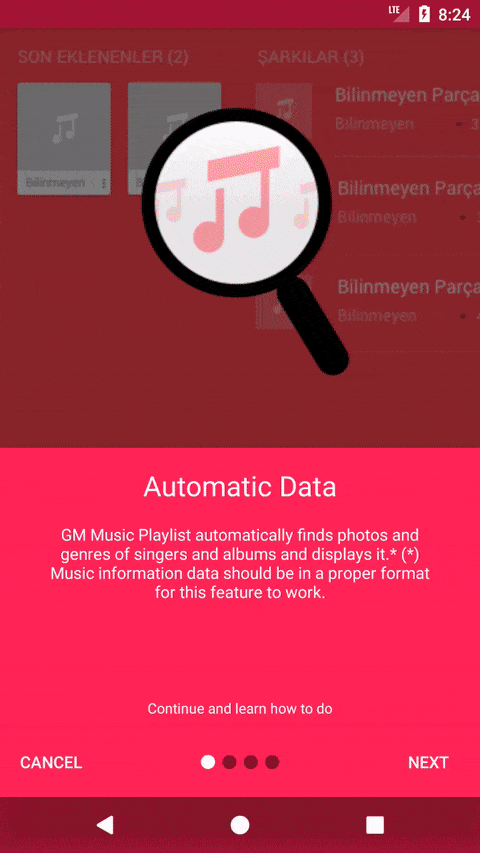 LTE 8:24
SON EKLENENLER (2)
ŞARKILAR (3)
Bilinmeyen
Bilinmeyen Parça
Bilinmeyen
Bilinmeyen Parça
Bilinmeyen
Bilinmeyen Parça
Bilinmeyen
Automatic Data
GM Music Playlist automatically finds photos and
genres of singers and albums and displays it.* (*)
Music information data should be in a proper format
for this feature to work.
Continue and learn how to do
CANCEL
NEXT